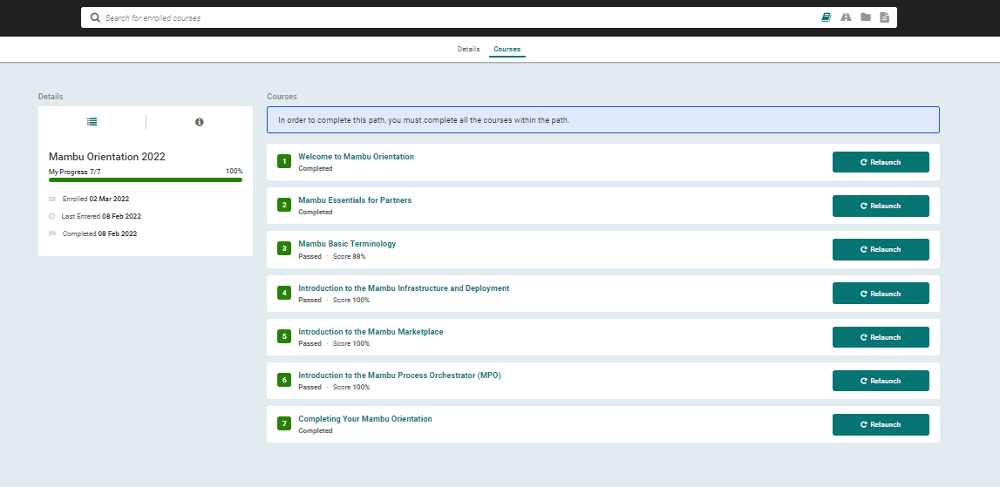 Search for enrolled courses
Details
Courses
Details
Mambu Orientation 2022
My Progress 7/7
100%
Enrolled 02 Mar 2022
Last Entered 08 Feb 2022
Completed 08 Feb 2022
Courses
In order to complete this path, you must complete all the courses within the path.
1
Welcome to Mambu Orientation
Completed
Relaunch
2
Mambu Essentials for Partners
Completed
Relaunch
3
Mambu Basic Terminology
Passed · Score 88%
Relaunch
4
Introduction to the Mambu Infrastructure and Deployment
Passed · Score 100%
Relaunch
5
Introduction to the Mambu Marketplace
Passed · Score 100%
Relaunch
6
Introduction to the Mambu Process Orchestrator (MPO)
Passed · Score 100%
Relaunch
7
Completing Your Mambu Orientation
Completed
Relaunch